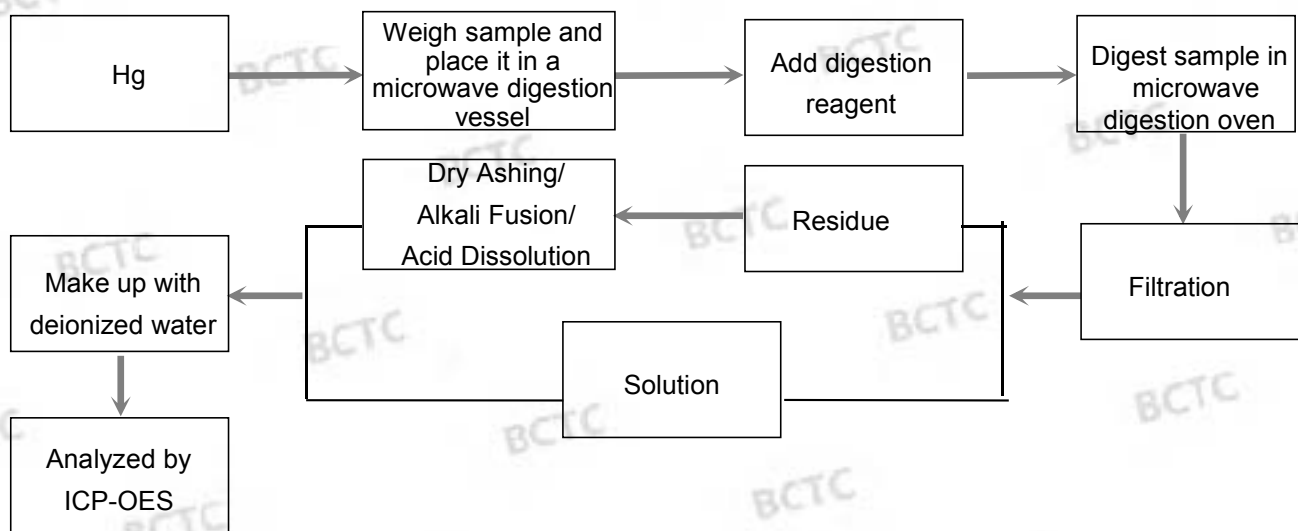 Hg
Weigh sample and
place it in a
microwave digestion
vessel
Add digestion
reagent
Digest sample in
microwave
digestion oven
Dry Ashing/
Alkali Fusion/
Acid Dissolution
Residue
Filtration
Make up with
deionized water
Solution
Analyzed by
ICP-OES
BCTC
BCTC
BCTC
BCTC
BCTC
BCTC
BCTC
BCTC
BCTC
BCTC
BCTC